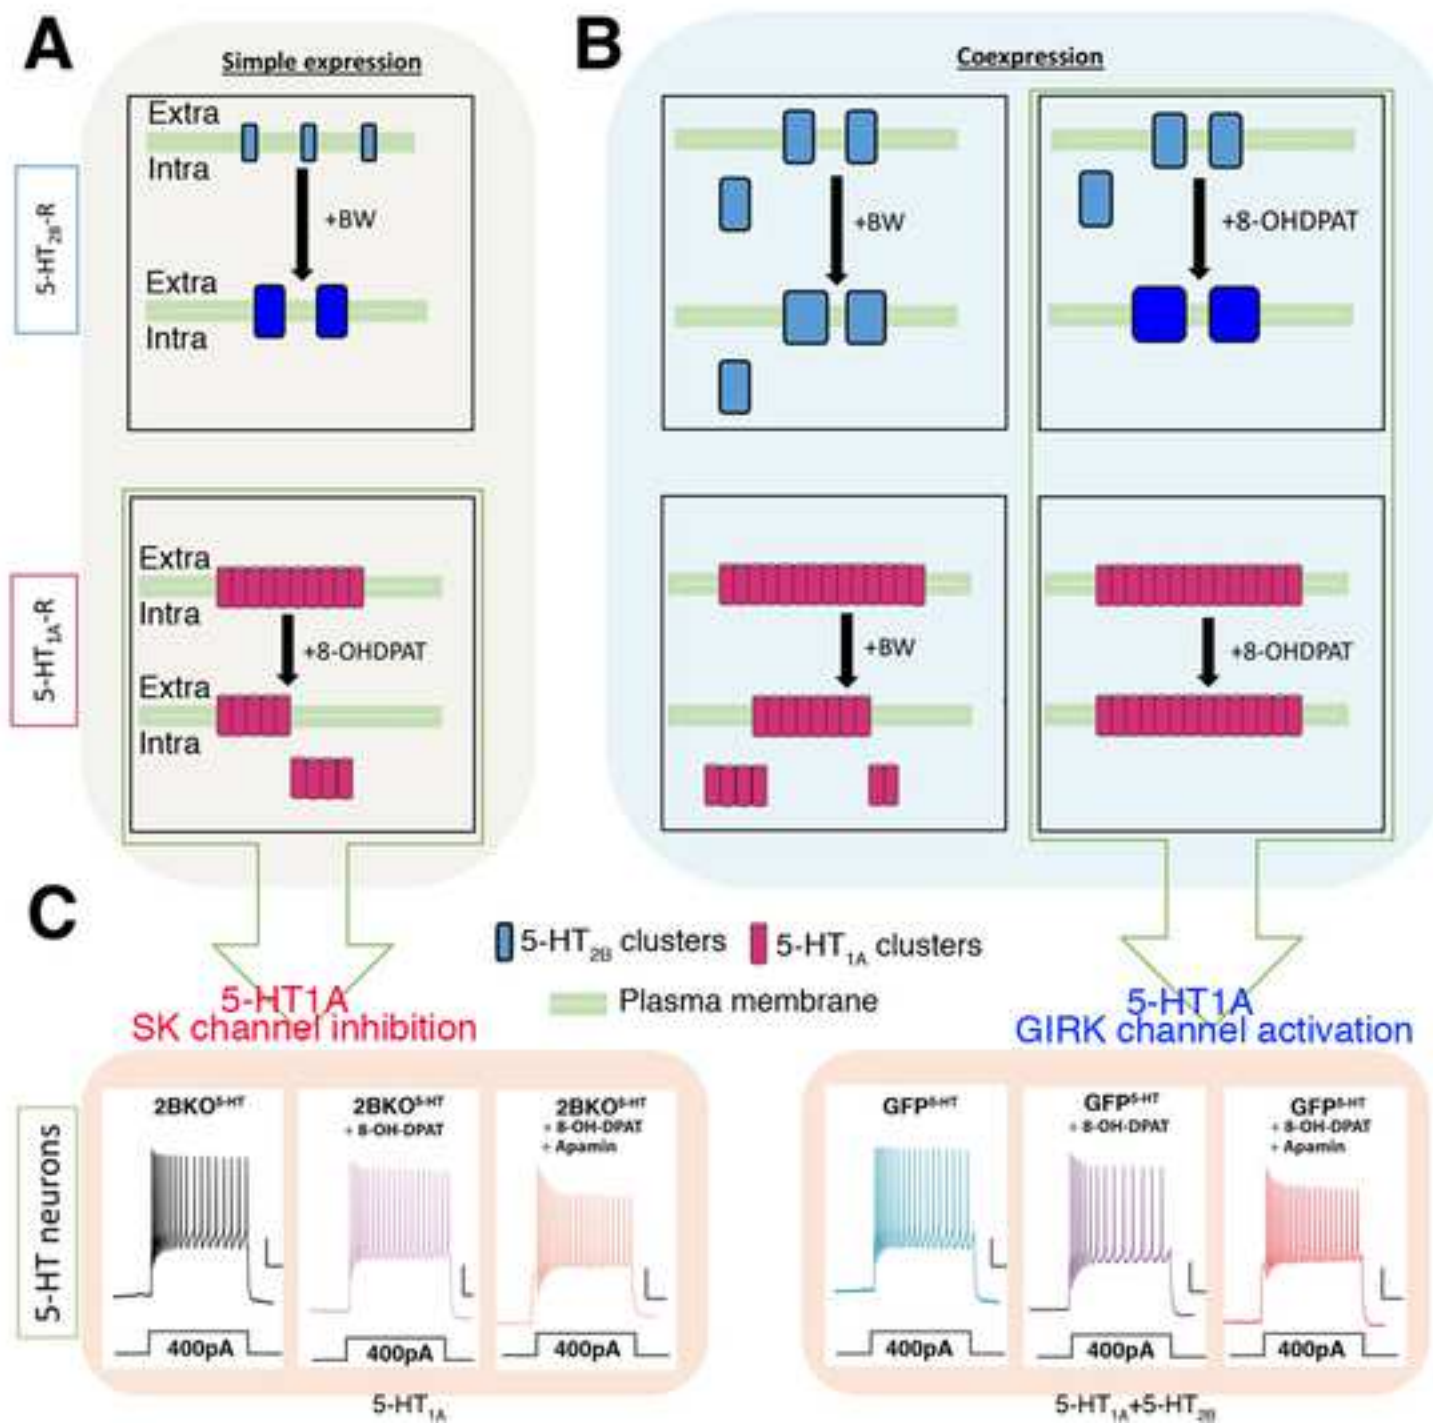 A
Simple expression
5-HT2B-R
Extra
Intra
+BW
Extra
Intra
5-HT1A-R
Extra
Intra
+8-OHDPAT
Extra
Intra
B
Coexpression
+BW
+8-OHDPAT
+BW
+8-OHDPAT
C
5-HT2B clusters
5-HT1A clusters
Plasma membrane
5-HT1A
SK channel inhibition
5-HT1A
GIRK channel activation
5-HT neurons
2BKO5-HT
400pA
2BKO5-HT
+ 8-OH-DPAT
400pA
2BKO5-HT
+ 8-OH-DPAT
+ Apamin
400pA
5-HT1A
GFP5-HT
400pA
GFP5-HT
+ 8-OH-DPAT
400pA
GFP5-HT
+ 8-OH-DPAT
+ Apamin
400pA
5-HT1A+5-HT2B